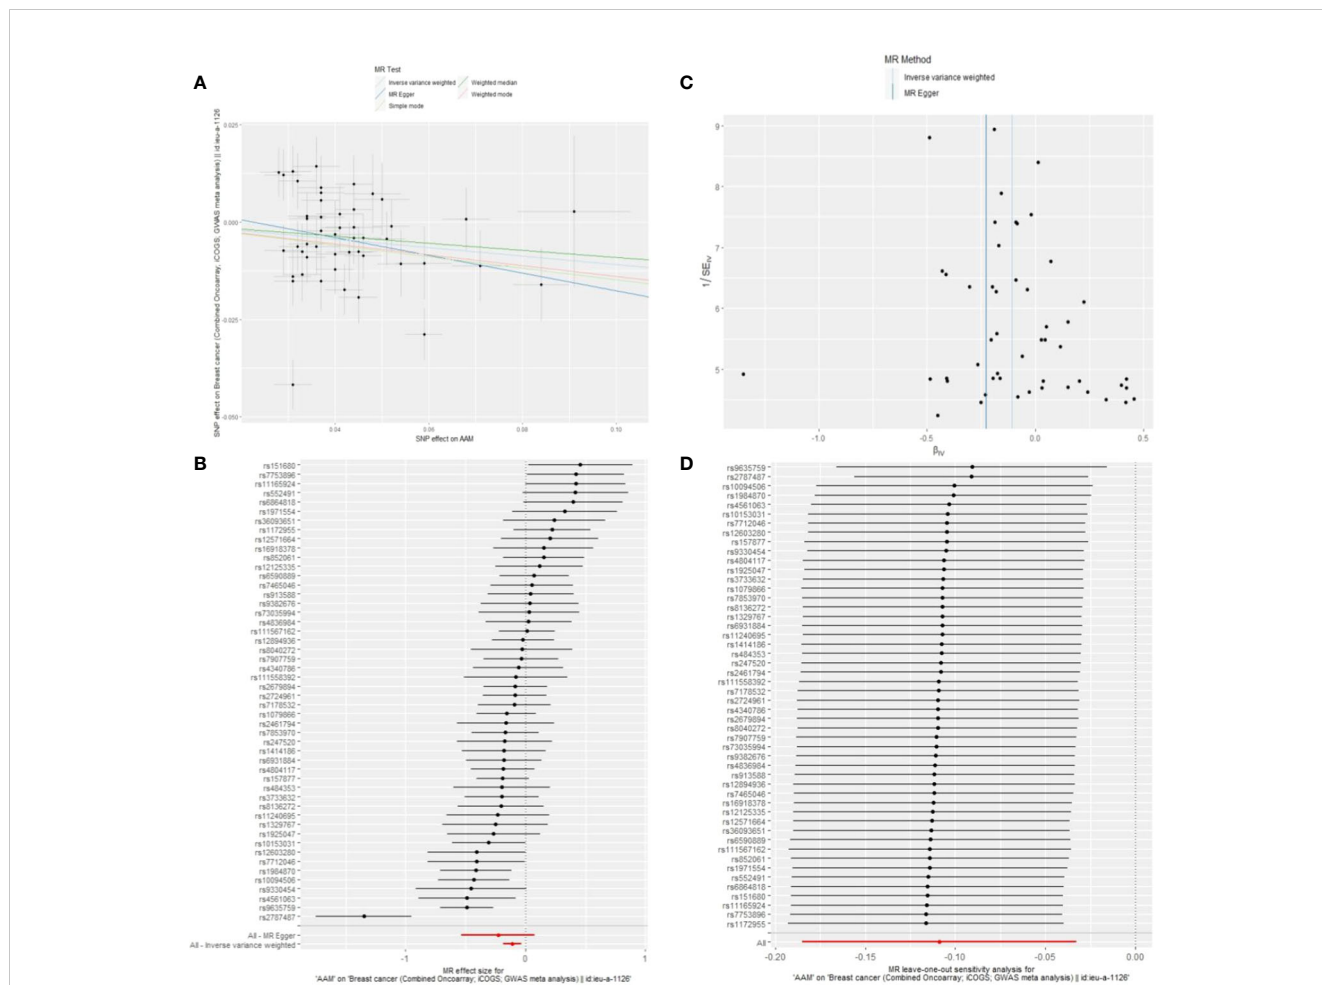 A
MR Test
Inverse variance weighted
Weighted median
MR Egger
Weighted mode
Simple mode
SNP effect on Breast cancer (Combined Oncoarray; iCOGS; GWAS meta analysis) || id:ieu-a-1126
0.025
0.000
-0.025
-0.050
0.04
0.06
0.08
0.10
SNP effect on AAM
C
MR Method
Inverse variance weighted
MR Egger
1 / SEIV
9
8
7
6
5
-1.0
-0.5
0.0
0.5
βIV
B
rs151680
rs7753896
rs11165924
rs552491
rs6864818
rs1971554
rs36093651
rs1172955
rs12571664
rs16918378
rs852061
rs12125335
rs6590889
rs7465046
rs913588
rs9382676
rs73035994
rs4836984
rs111567162
rs12894936
rs8040272
rs7907759
rs4340786
rs111558392
rs2679894
rs2724961
rs7178532
rs1079866
rs2461794
rs7853970
rs247520
rs1414186
rs6931884
rs4804117
rs157877
rs484353
rs3733632
rs8136272
rs11240695
rs1329767
rs1925047
rs10153031
rs12603280
rs7712046
rs1984870
rs10094506
rs9330454
rs4561063
rs9635759
rs2787487
All - MR Egger
All - Inverse variance weighted
-1
0
1
MR effect size for
'AAM' on 'Breast cancer (Combined Oncoarray; iCOGS; GWAS meta analysis) || id:ieu-a-1126'
D
rs9635759
rs2787487
rs10094506
rs1984870
rs4561063
rs10153031
rs7712046
rs12603280
rs157877
rs9330454
rs4804117
rs1925047
rs3733632
rs1079866
rs7853970
rs8136272
rs1329767
rs6931884
rs11240695
rs1414186
rs484353
rs247520
rs2461794
rs111558392
rs7178532
rs2724961
rs4340786
rs2679894
rs8040272
rs7907759
rs73035994
rs9382676
rs4836984
rs913588
rs12894936
rs7465046
rs16918378
rs12125335
rs12571664
rs36093651
rs6590889
rs111567162
rs852061
rs1971554
rs552491
rs6864818
rs151680
rs11165924
rs7753896
rs1172955
All
-0.20
-0.15
-0.10
-0.05
0.00
MR leave-one-out sensitivity analysis for
'AAM' on 'Breast cancer (Combined Oncoarray; iCOGS; GWAS meta analysis) || id:ieu-a-1126'